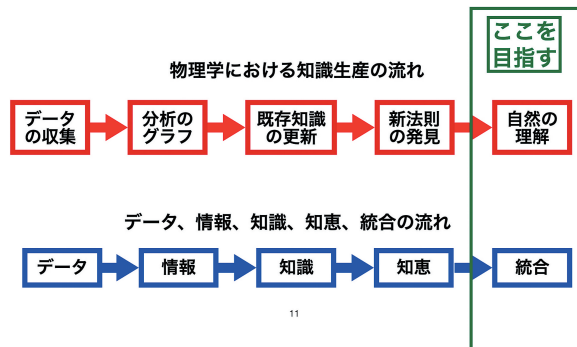 ここを
目指す
物理学における知識生産の流れ
データ
の収集
分析の
グラフ
既存知識
の更新
新法則
の発見
自然の
理解
データ、情報、知識、知恵、統合の流れ
データ
情報
知識
知恵
統合
11